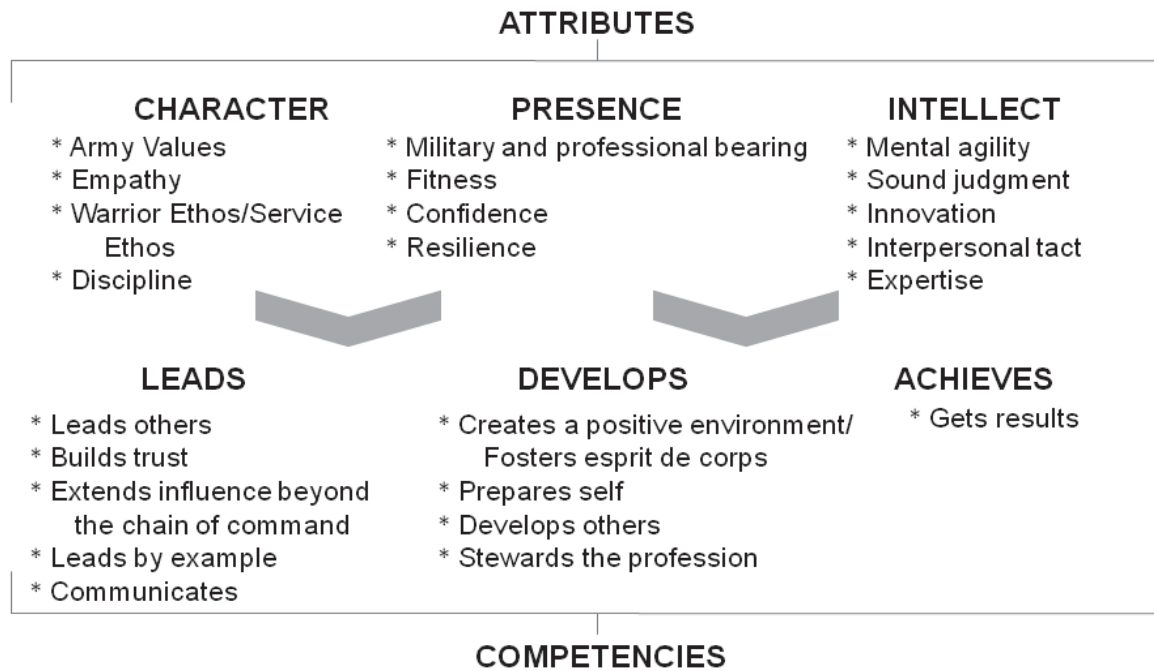 ATTRIBUTES
CHARACTER
* Army Values
* Empathy
* Warrior Ethos/Service
Ethos
* Discipline
PRESENCE
* Military and professional bearing
* Fitness
* Confidence
* Resilience
INTELLECT
* Mental agility
* Sound judgment
* Innovation
* Interpersonal tact
* Expertise
LEADS
* Leads others
* Builds trust
* Extends influence beyond
the chain of command
* Leads by example
* Communicates
DEVELOPS
* Creates a positive environment/
Fosters esprit de corps
* Prepares self
* Develops others
* Stewards the profession
ACHIEVES
* Gets results
COMPETENCIES